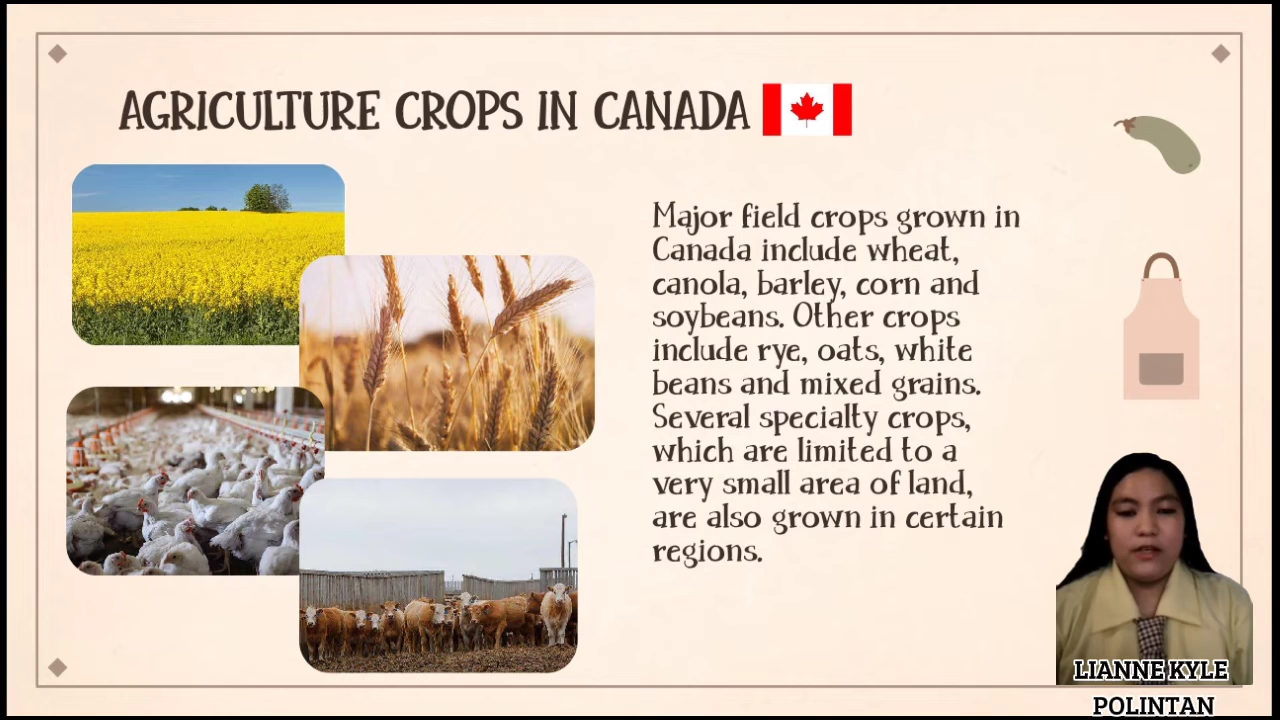 AGRICULTURE CROPS IN CANADA
Major field crops grown in
Canada include wheat,
canola, barley, corn and
soybeans. Other crops
include rye, oats, white
beans and mixed grains.
Several specialty crops,
which are limited to a
very small area of land,
are also grown in certain
regions.
LIANNE KYLE
POLINTAN